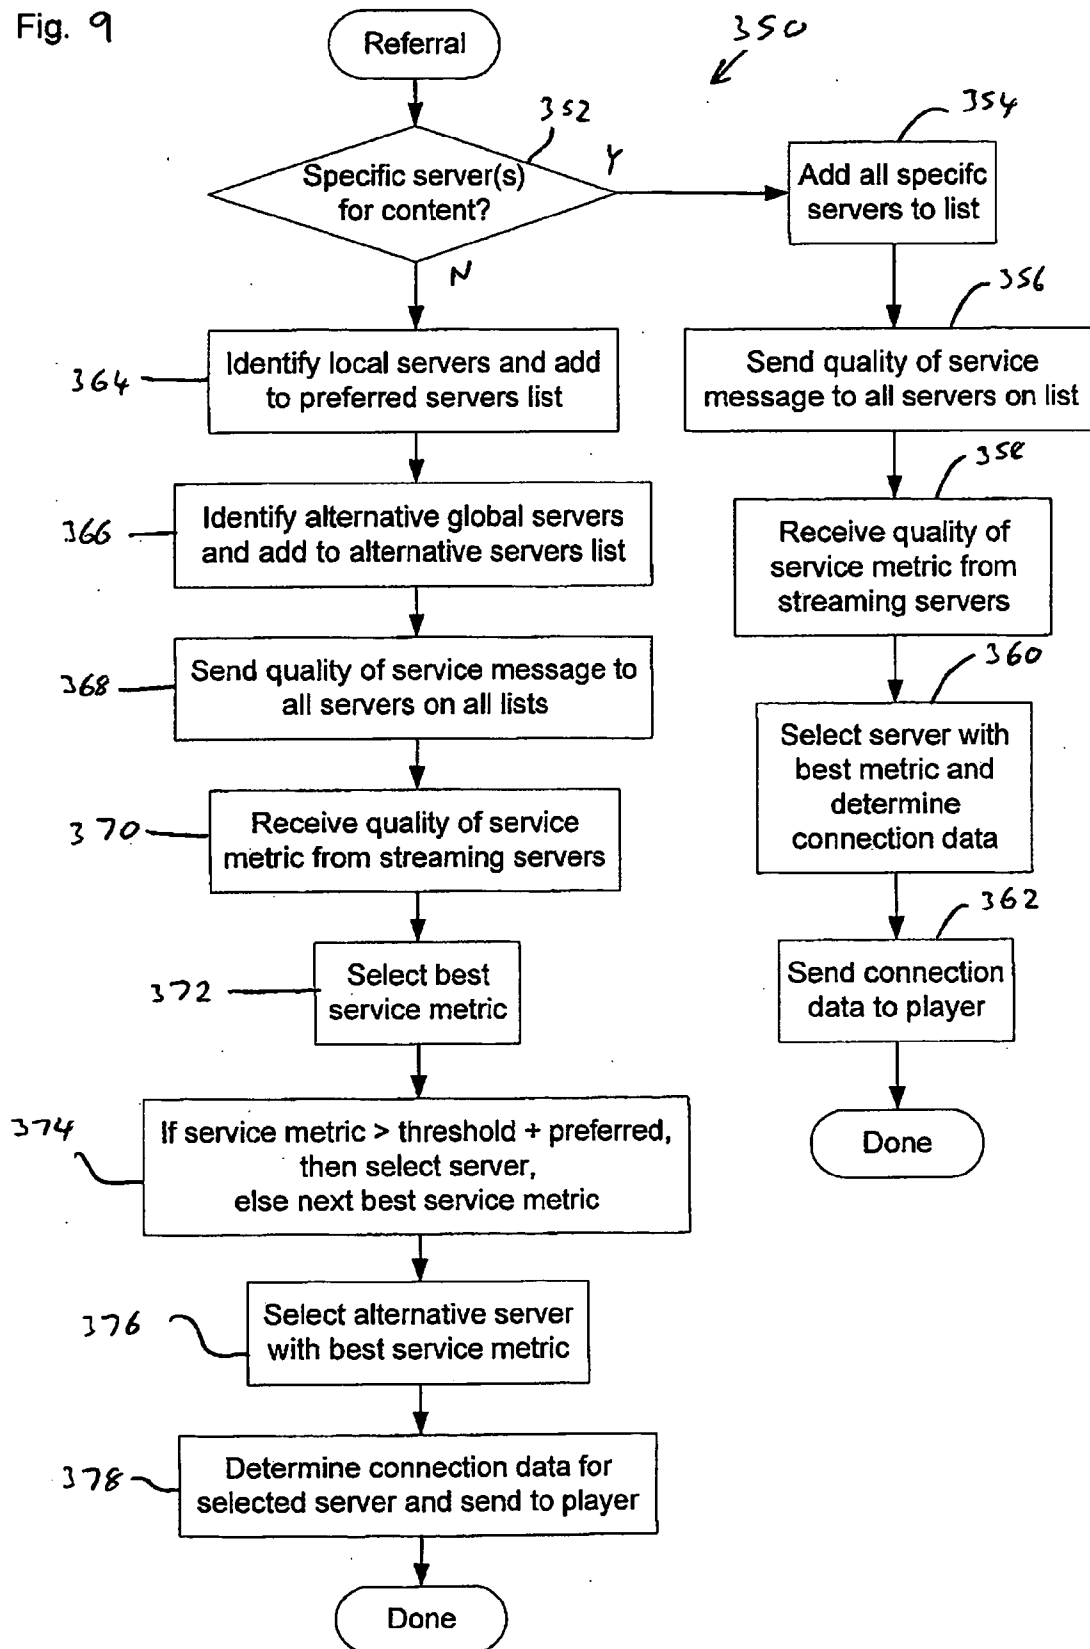 Fig. 9
Referral
350
352
Specific server(s)
for content?
Y
N
354
Add all specifc
servers to list
356
Send quality of service
message to all servers on list
358
Receive quality of
service metric from
streaming servers
360
Select server with
best metric and
determine
connection data
362
Send connection
data to player
Done
364
Identify local servers and add
to preferred servers list
366
Identify alternative global servers
and add to alternative servers list
368
Send quality of service message to
all servers on all lists
370
Receive quality of service
metric from streaming servers
372
Select best
service metric
374
If service metric > threshold + preferred,
then select server,
else next best service metric
376
Select alternative server
with best service metric
378
Determine connection data for
selected server and send to player
Done